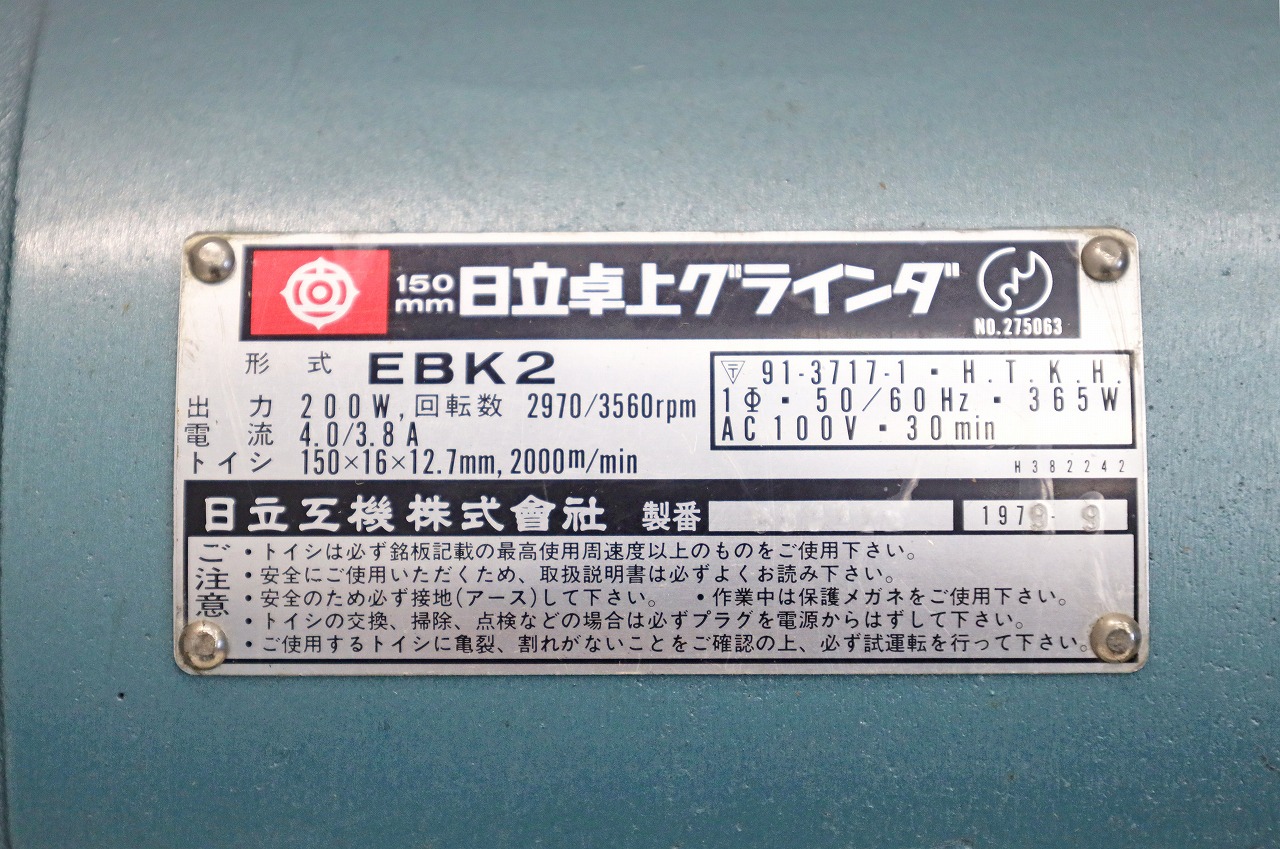 150mm 日立卓上グラインダ
NO.275063
形式 EBK2
出力 200W, 回転数 2970/3560rpm
電流 4.0/3.8A
トイシ 150×16×12.7mm, 2000m/min
〒 91-3717-1・H.T.K.H.
1Φ・50/60Hz・365W
AC100V・30min
H382242
日立工機株式會社 製番 1979-9
ご注意
・トイシは必ず銘板記載の最高使用周速度以上のものをご使用下さい。
・安全にご使用いただくため、取扱説明書は必ずよくお読み下さい。
・安全のため必ず接地(アース)して下さい。 ・作業中は保護メガネをご使用下さい。
・トイシの交換、掃除、点検などの場合は必ずプラグを電源からはずして下さい。
・ご使用するトイシに亀裂、割れがないことをご確認の上、必ず試運転を行って下さい。